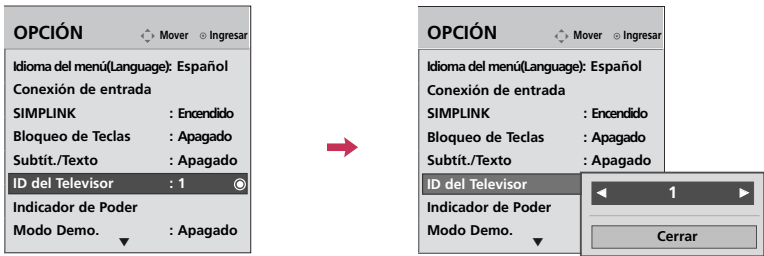 OPCIÓN Mover Ingresar
Idioma del menú(Language): Español
Conexión de entrada
SIMPLINK : Encendido
Bloqueo de Teclas : Apagado
Subtít./Texto : Apagado
ID del Televisor : 1
Indicador de Poder
Modo Demo. : Apagado
OPCIÓN Mover Ingresar
Idioma del menú(Language): Español
Conexión de entrada
SIMPLINK : Encendido
Bloqueo de Teclas : Apagado
Subtít./Texto : Apagado
ID del Televisor
Indicador de Poder
Modo Demo.
◀ 1 ▶
Cerrar